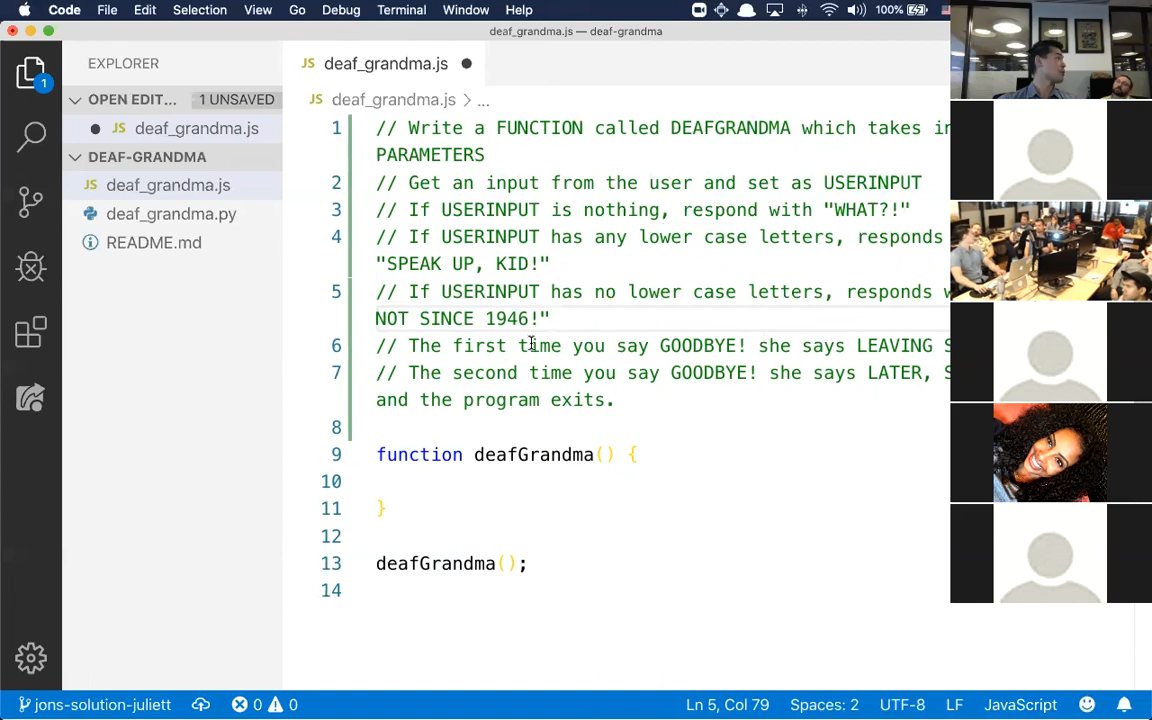 Code File Edit Selection View Go Debug Terminal Window Help 100%
deaf_grandma.js — deaf-grandma
EXPLORER
JS deaf_grandma.js
OPEN EDIT... 1 UNSAVED
JS deaf_grandma.js > ...
1
JS deaf_grandma.js
DEAF-GRANDMA
JS deaf_grandma.js
deaf_grandma.py
README.md
1 // Write a FUNCTION called DEAFGRANDMA which takes in
PARAMETERS
2 // Get an input from the user and set as USERINPUT
3 // If USERINPUT is nothing, respond with "WHAT?!"
4 // If USERINPUT has any lower case letters, responds
"SPEAK UP, KID!"
5 // If USERINPUT has no lower case letters, responds
NOT SINCE 1946!"
6 // The first time you say GOODBYE! she says LEAVING S
7 // The second time you say GOODBYE! she says LATER, S
and the program exits.
8
9 function deafGrandma() {
10
11 }
12
13 deafGrandma();
14
jons-solution-juliett 0 0 Ln 5, Col 79 Spaces: 2 UTF-8 LF JavaScript